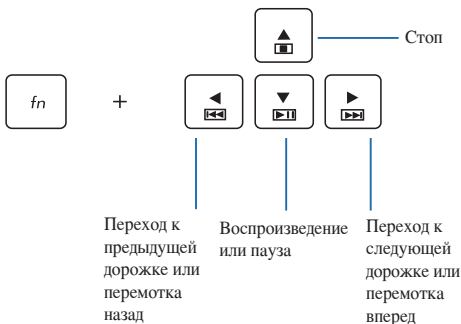 Стоп
fn
+
Переход к
предыдущей
дорожке или
перемотка
назад
Воспроизведение
или пауза
Переход к
следующей
дорожке или
перемотка
вперед